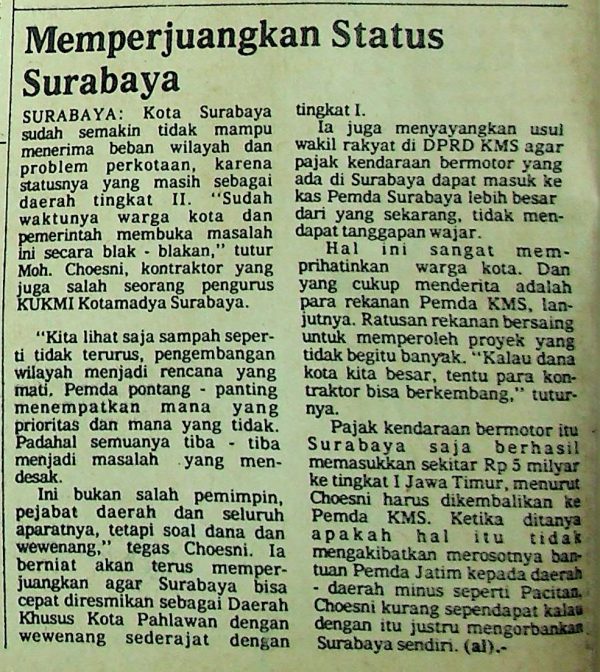 Memperjuangkan Status
Surabaya
SURABAYA: Kota Surabaya
sudah semakin tidak mampu
menerima beban wilayah dan
problem perkotaan, karena
statusnya yang masih sebagai
daerah tingkat II. “Sudah
waktunya warga kota dan
pemerintah membuka masalah
ini secara blak - blakan,” tutur
Moh. Choesni, kontraktor yang
juga salah seorang pengurus
KUKMI Kotamadya Surabaya.
“Kita lihat saja sampah seper-
ti tidak terurus, pengembangan
wilayah menjadi rencana yang
mati. Pemda pontang - panting
menempatkan mana yang
prioritas dan mana yang tidak.
Padahal semuanya tiba - tiba
menjadi masalah yang men-
desak.
Ini bukan salah pemimpin,
pejabat daerah dan seluruh
aparatnya, tetapi soal dana dan
wewenang,” tegas Choesni. Ia
berniat akan terus memper-
juangkan agar Surabaya bisa
cepat diresmikan sebagai Daerah
Khusus Kota Pahlawan dengan
wewenang sederajat dengan
tingkat I.
Ia juga menyayangkan usul
wakil rakyat di DPRD KMS agar
pajak kendaraan bermotor yang
ada di Surabaya dapat masuk ke
kas Pemda Surabaya lebih besar
dari yang sekarang, tidak men-
dapat tanggapan wajar.
Hal ini sangat mem-
prihatinkan warga kota. Dan
yang cukup menderita adalah
para rekanan Pemda KMS, lan-
jutnya. Ratusan rekanan bersaing
untuk memperoleh proyek yang
tidak begitu banyak. “Kalau dana
kota kita besar, tentu para kon-
traktor bisa berkembang,” tutur-
nya.
Pajak kendaraan bermotor itu
Surabaya saja berhasil
memasukkan sekitar Rp 5 milyar
ke tingkat I Jawa Timur, menurut
Choesni harus dikembalikan ke
Pemda KMS. Ketika ditanya
apakah hal itu tidak
mengakibatkan merosotnya ban-
tuan Pemda Jatim kepada daerah
- daerah minus seperti Pacitan,
Choesni kurang sependapat kalau
dengan itu justru mengorbankan
Surabaya sendiri. (al).-